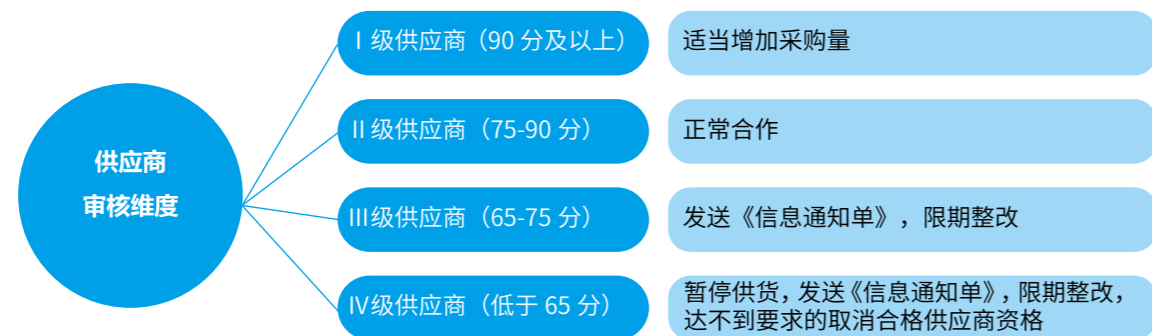 供应商
审核维度
Ⅰ级供应商（90 分及以上）
适当增加采购量
Ⅱ级供应商（75-90 分）
正常合作
Ⅲ级供应商（65-75 分）
发送《信息通知单》，限期整改
Ⅳ级供应商（低于 65 分）
暂停供货，发送《信息通知单》，限期整改，
达不到要求的取消合格供应商资格